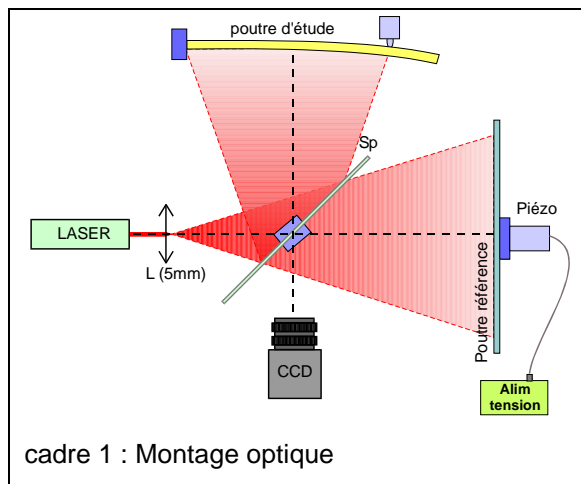 poutre d'étude
Sp
LASER
L (5mm)
Piézo
Poutre référence
CCD
Alim
tension
cadre 1 : Montage optique